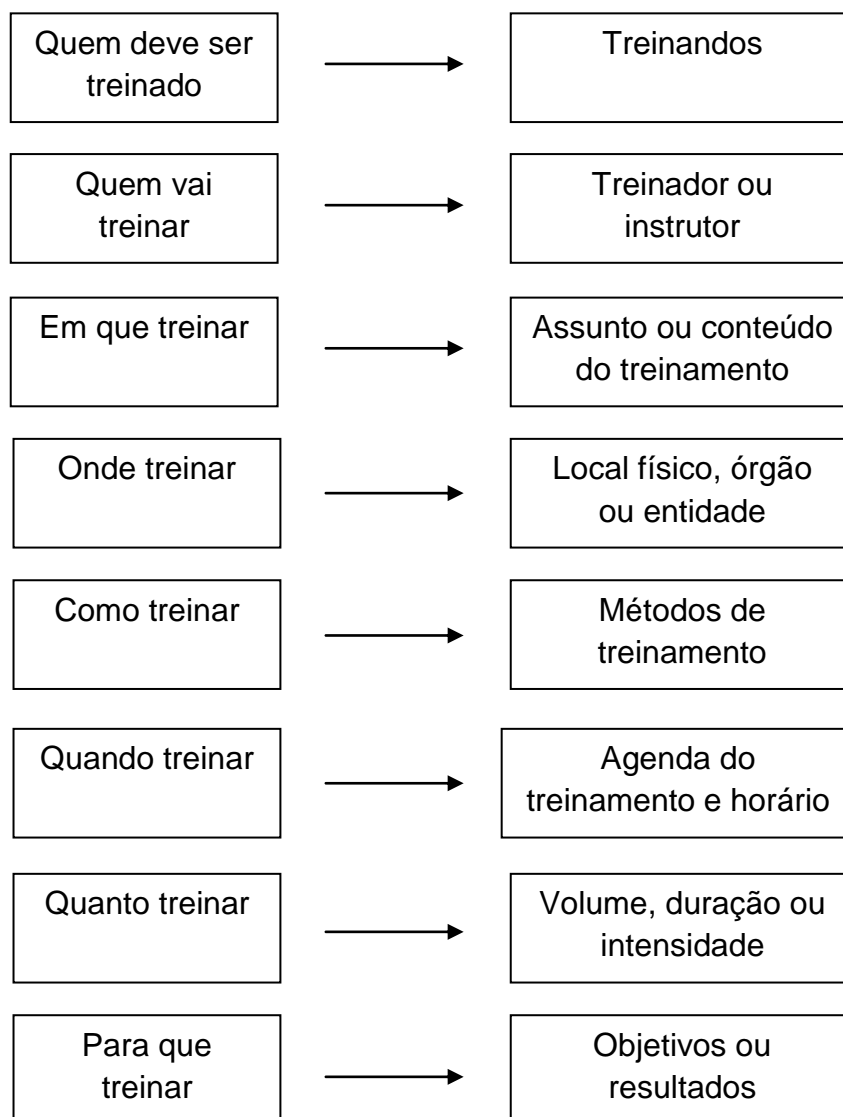 Quem deve ser
treinado
Treinandos
Quem vai
treinar
Treinador ou
instrutor
Em que treinar
Assunto ou conteúdo
do treinamento
Onde treinar
Local físico, órgão
ou entidade
Como treinar
Métodos de
treinamento
Quando treinar
Agenda do
treinamento e horário
Quanto treinar
Volume, duração ou
intensidade
Para que
treinar
Objetivos ou
resultados